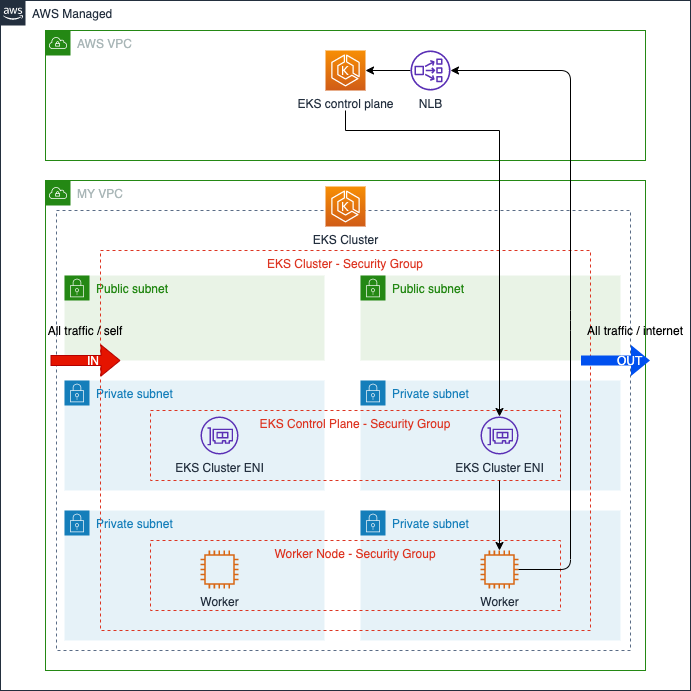 aws
AWS Managed
AWS VPC
EKS control plane
NLB
MY VPC
EKS Cluster
EKS Cluster - Security Group
Public subnet
Public subnet
All traffic / self
All traffic / internet
IN
OUT
Private subnet
Private subnet
EKS Control Plane - Security Group
EKS Cluster ENI
EKS Cluster ENI
Private subnet
Private subnet
Worker Node - Security Group
Worker
Worker